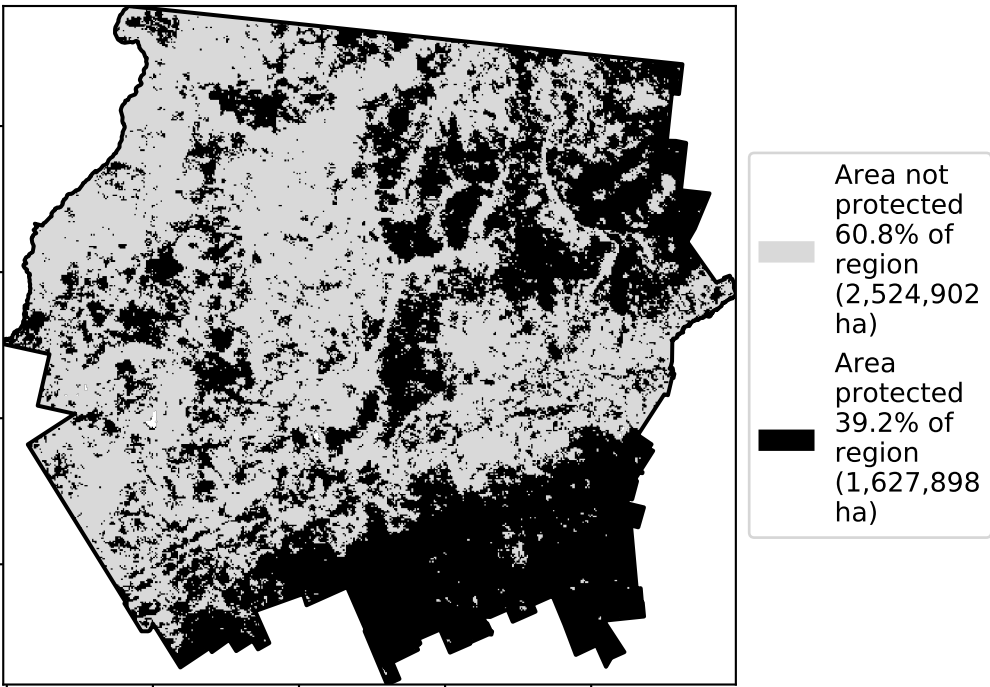 Area not
protected
60.8% of
region
(2,524,902
ha)
Area
protected
39.2% of
region
(1,627,898
ha)